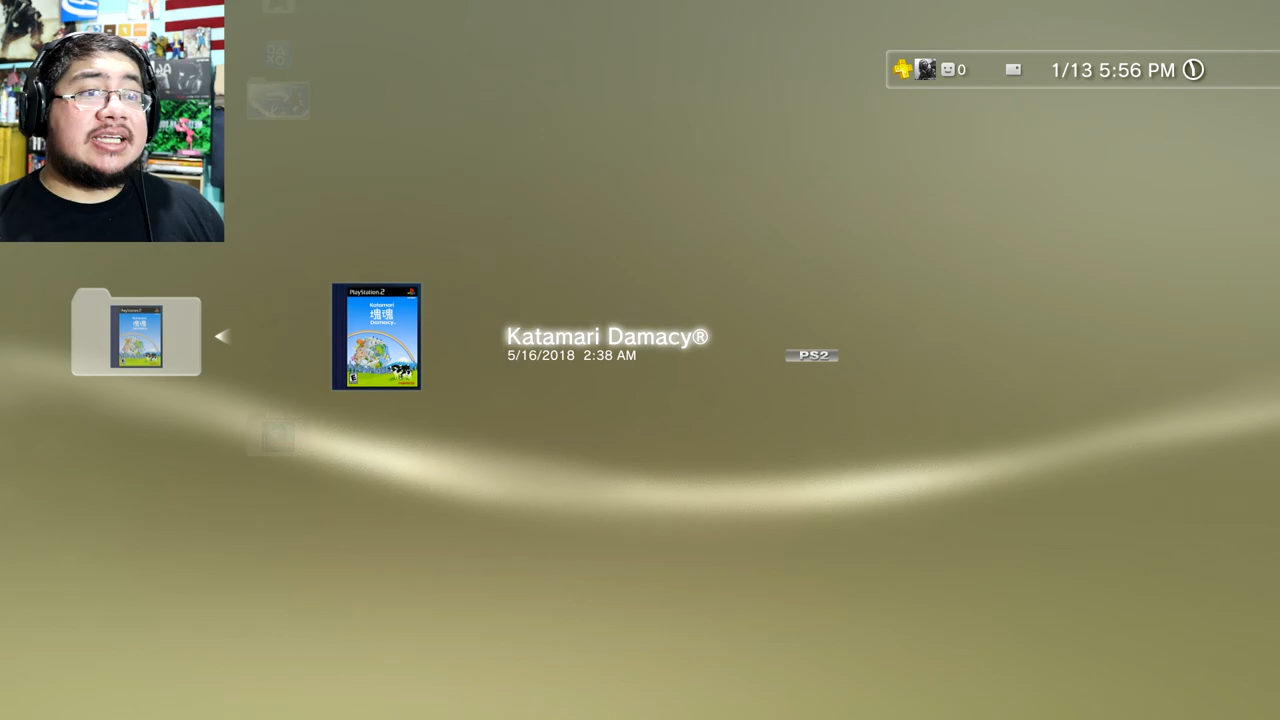 0
1/13 5:56 PM
PlayStation 2
Katamari
塊魂
Damacy
Katamari Damacy®
5/16/2018 2:38 AM
PS2